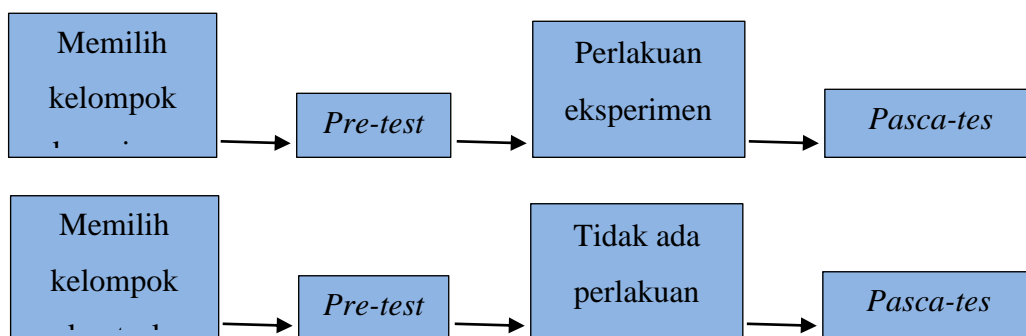 Memilih
kelompok
Pre-test
Perlakuan
eksperimen
Pasca-tes
Memilih
kelompok
Pre-test
Tidak ada
perlakuan
Pasca-tes